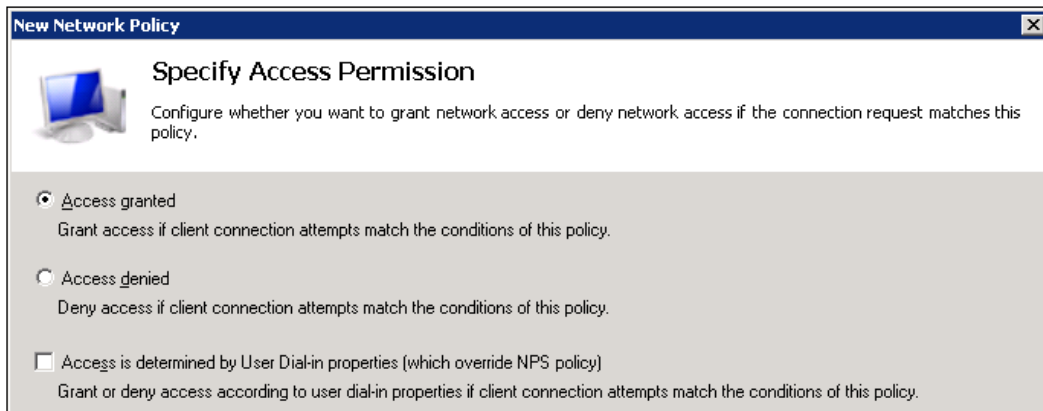 New Network Policy
Specify Access Permission
Configure whether you want to grant network access or deny network access if the connection request matches this
policy.
Access granted
Grant access if client connection attempts match the conditions of this policy.
Access denied
Deny access if client connection attempts match the conditions of this policy.
Access is determined by User Dial-in properties (which override NPS policy)
Grant or deny access according to user dial-in properties if client connection attempts match the conditions of this policy.